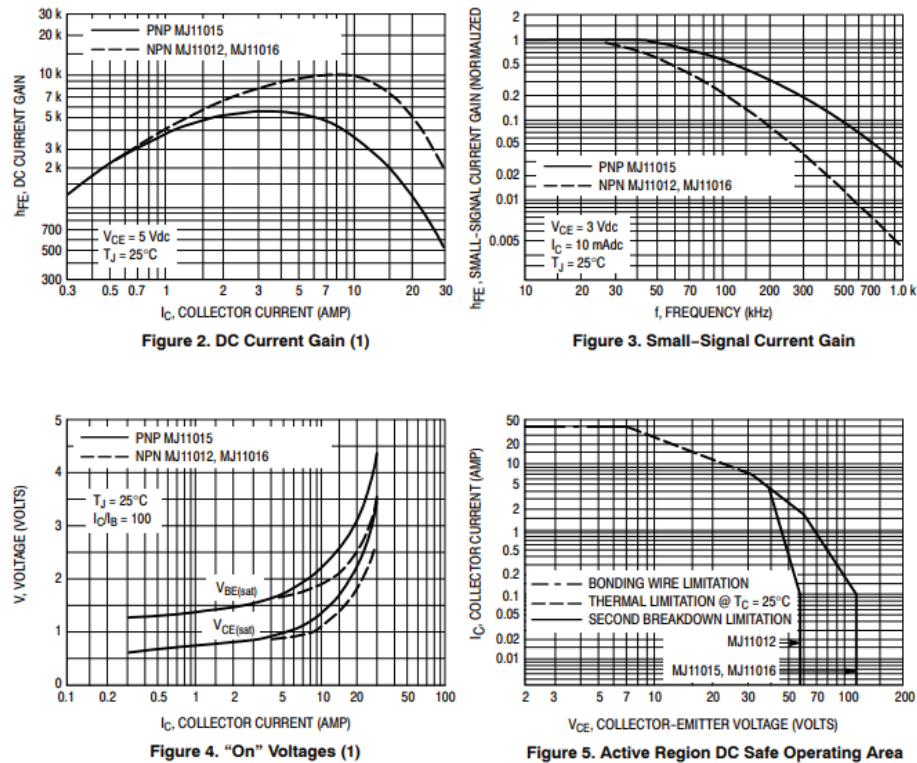 30 k
20 k
10 k
7 k
5 k
3 k
2 k
700
500
300
hFE, DC CURRENT GAIN
PNP MJ11015
NPN MJ11012, MJ11016
VCE = 5 Vdc
TJ = 25°C
0.3 0.5 0.7 1 2 3 5 7 10 20 30
IC, COLLECTOR CURRENT (AMP)
Figure 2. DC Current Gain (1)
hFE, SMALL-SIGNAL CURRENT GAIN (NORMALIZED
2
1
0.5
0.2
0.1
0.05
0.02
0.01
0.005
PNP MJ11015
NPN MJ11012, MJ11016
VCE = 3 Vdc
IC = 10 mAdc
TJ = 25°C
10 20 30 50 70 100 200 300 500 700 1.0 k
f, FREQUENCY (kHz)
Figure 3. Small-Signal Current Gain
V, VOLTAGE (VOLTS)
5
4
3
2
1
0
PNP MJ11015
NPN MJ11012, MJ11016
TJ = 25°C
IC/IB = 100
VBE(sat)
VCE(sat)
0.1 0.2 0.5 1 2 5 10 20 50 100
IC, COLLECTOR CURRENT (AMP)
Figure 4. “On” Voltages (1)
IC, COLLECTOR CURRENT (AMP)
50
20
10
5
2
1
0.5
0.2
0.1
0.05
0.02
0.01
BONDING WIRE LIMITATION
THERMAL LIMITATION @ TC = 25°C
SECOND BREAKDOWN LIMITATION
MJ11012
MJ11015, MJ11016
2 3 5 7 10 20 30 50 70 100 200
VCE, COLLECTOR-EMITTER VOLTAGE (VOLTS)
Figure 5. Active Region DC Safe Operating Area